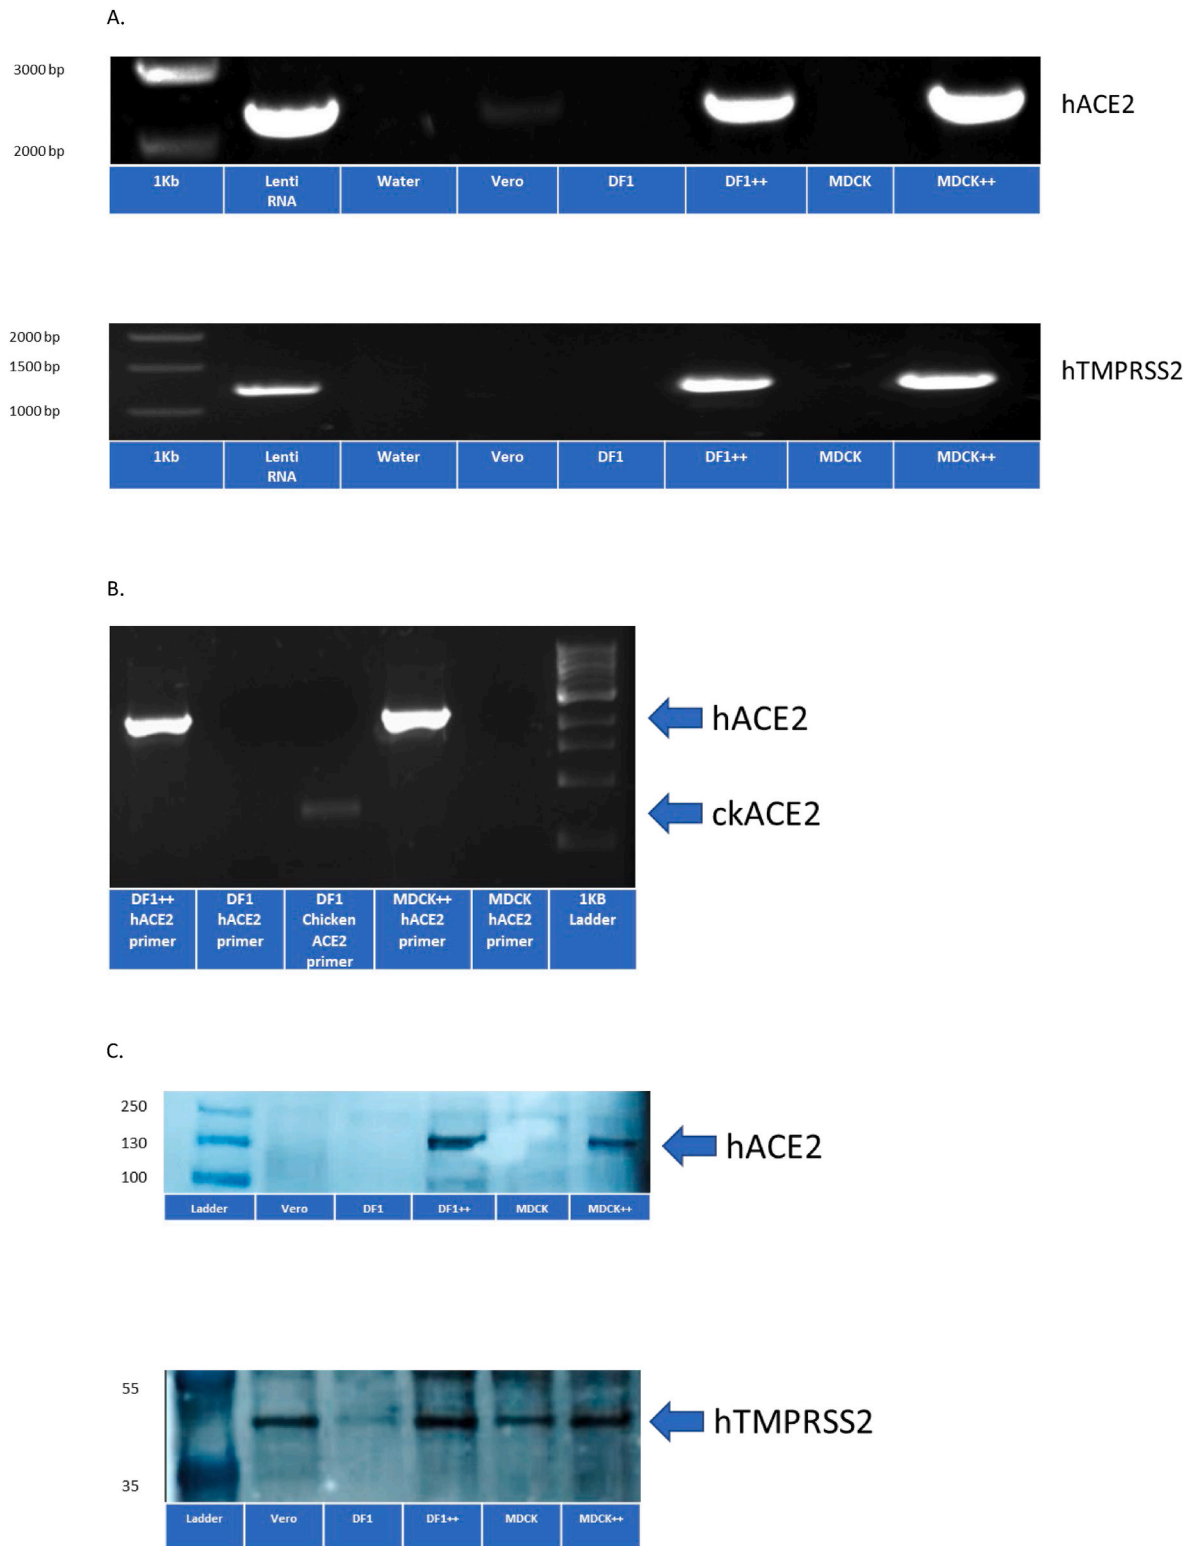 A.
3000 bp
2000 bp
hACE2
1Kb
Lenti
RNA
Water
Vero
DF1
DF1++
MDCK
MDCK++
2000 bp
1500 bp
1000 bp
hTMPRSS2
1Kb
Lenti
RNA
Water
Vero
DF1
DF1++
MDCK
MDCK++
B.
hACE2
ckACE2
DF1++
hACE2
primer
DF1
hACE2
primer
DF1
Chicken
ACE2
primer
MDCK++
hACE2
primer
MDCK
hACE2
primer
1KB
Ladder
C.
250
130
100
hACE2
Ladder
Vero
DF1
DF1++
MDCK
MDCK++
55
35
hTMPRSS2
Ladder
Vero
DF1
DF1++
MDCK
MDCK++